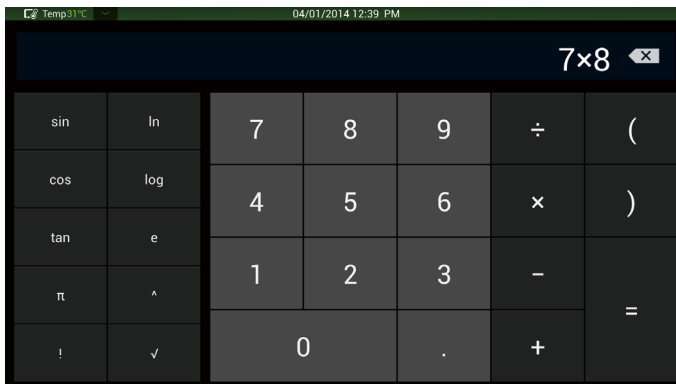 Temp31°C 04/01/2014 12:39 PM
7×8
sin ln 7 8 9 ÷ (
cos log 4 5 6 × )
tan e 1 2 3 −
π ^ =
! √ 0 . +